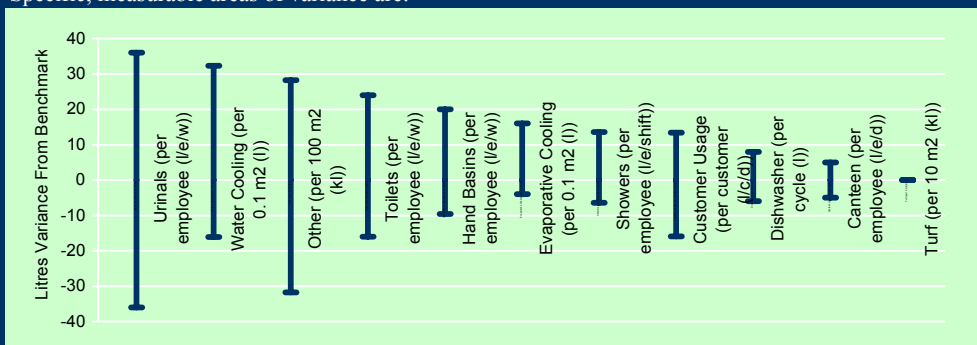 Specific, measurable areas of variance are:
Litres Variance From Benchmark
40
30
20
10
0
-10
-20
-30
-40
Urinals (per
employee (l/e/w))
Water Cooling (per
0.1 m2 (l))
Other (per 100 m2
(kl))
Toilets (per
employee (l/e/w))
Hand Basins (per
employee (l/e/w))
Evaporative Cooling
(per 0.1 m2 (l))
Showers (per
employee (l/e/shift))
Customer Usage
(per customer
(l/c/d))
Dishwasher (per
cycle (l))
Canteen (per
employee (l/e/d))
Turf (per 10 m2 (kl))